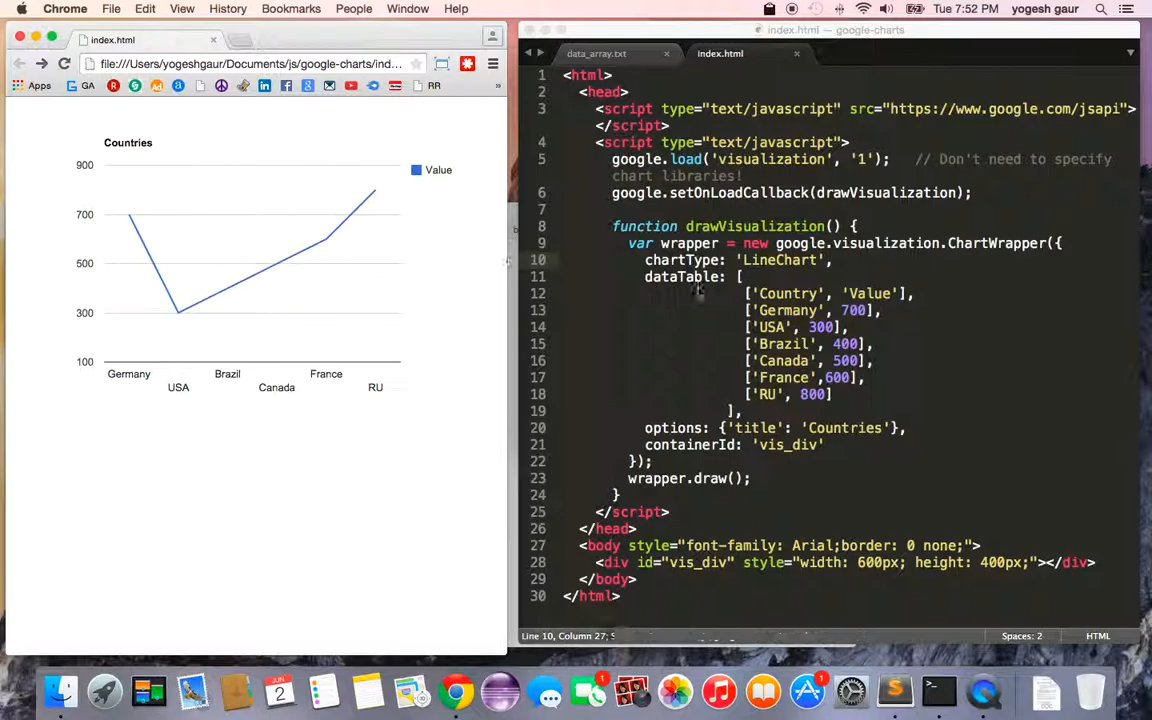 Chrome File Edit View History Bookmarks People Window Help Tue 7:52 PM yogesh gaur
index.html
file:///Users/yogeshgaur/Documents/js/google-charts/ind...
Apps GA RR »
Countries
900
700
500
300
100
Value
Germany
USA
Brazil
Canada
France
RU
index.html — google-charts
data_array.txt index.html
1 <html>
2 <head>
3 <script type="text/javascript" src="https://www.google.com/jsapi">
</script>
4 <script type="text/javascript">
5 google.load('visualization', '1'); // Don't need to specify
chart libraries!
6 google.setOnLoadCallback(drawVisualization);
7
8 function drawVisualization() {
9 var wrapper = new google.visualization.ChartWrapper({
10 chartType: 'LineChart',
11 dataTable: [
12 ['Country', 'Value'],
13 ['Germany', 700],
14 ['USA', 300],
15 ['Brazil', 400],
16 ['Canada', 500],
17 ['France',600],
18 ['RU', 800]
19 ],
20 options: {'title': 'Countries'},
21 containerId: 'vis_div'
22 });
23 wrapper.draw();
24 }
25 </script>
26 </head>
27 <body style="font-family: Arial;border: 0 none;">
28 <div id="vis_div" style="width: 600px; height: 400px;"></div>
29 </body>
30 </html>
Line 10, Column 27; Spaces: 2 HTML
JUN
2
1
1